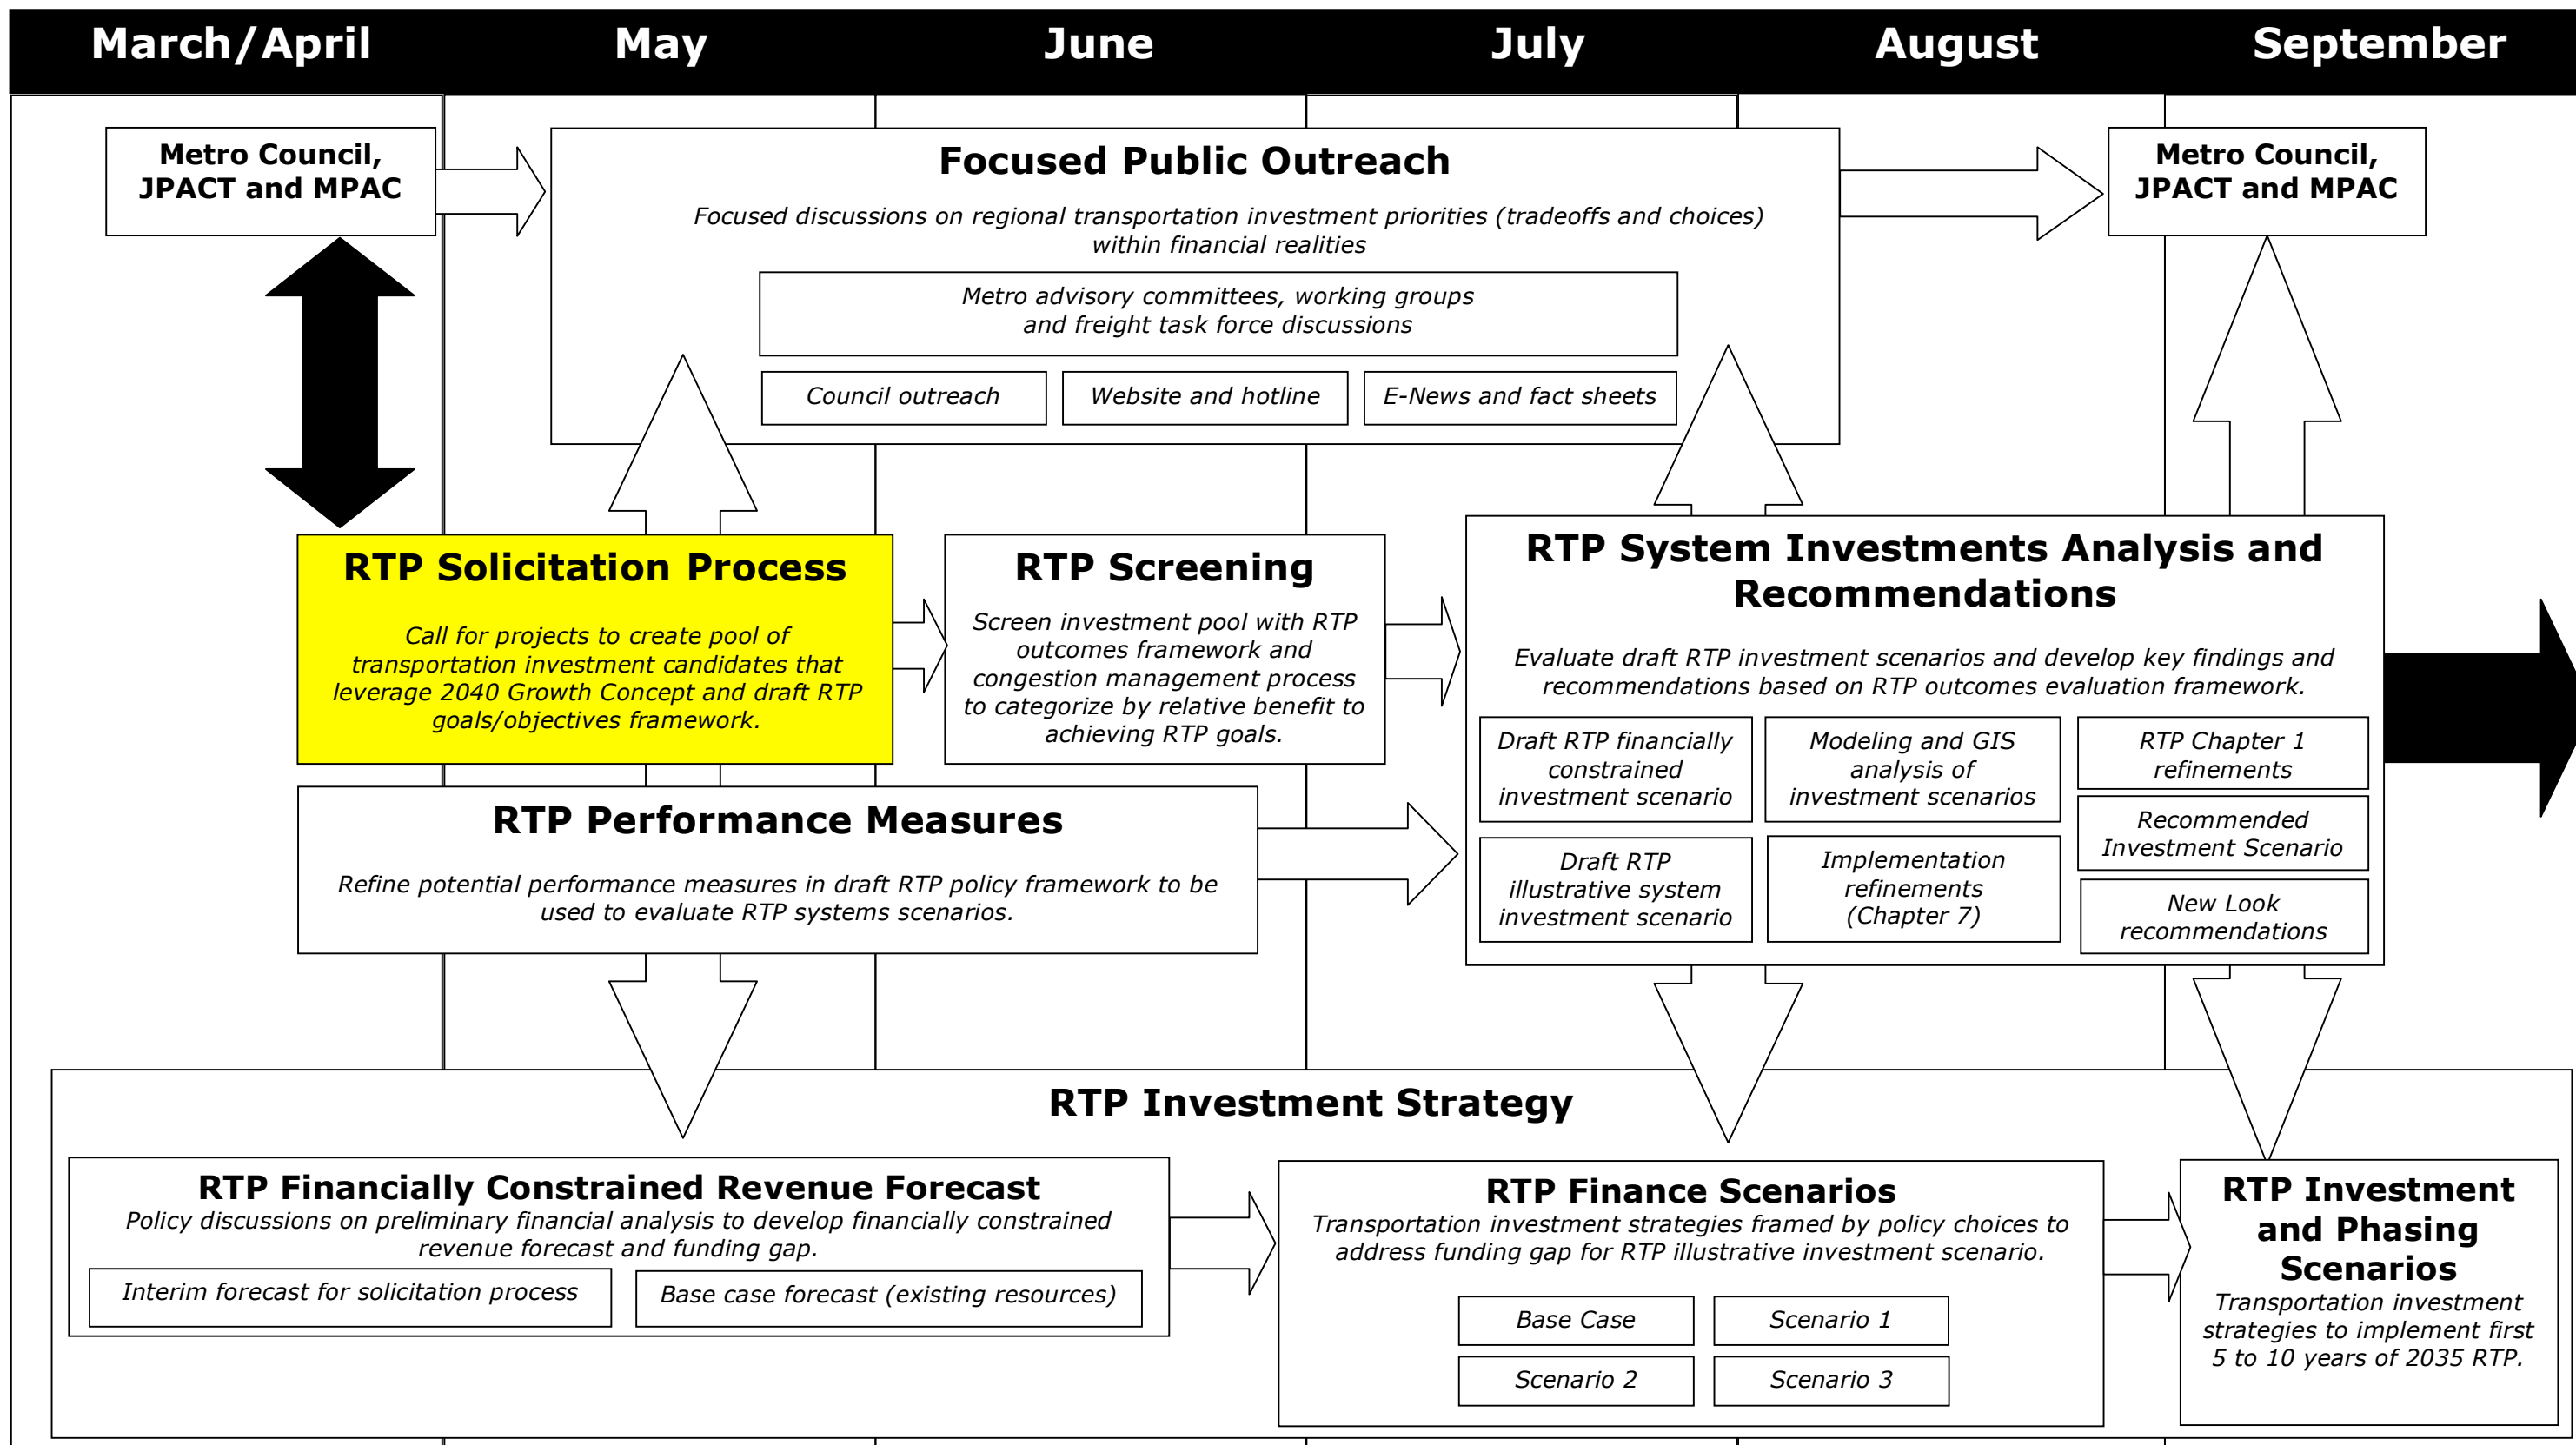 March/April
May
June
July
August
September
Metro Council,
JPACT and MPAC
Focused Public Outreach
Focused discussions on regional transportation investment priorities (tradeoffs and choices)
within financial realities
Metro advisory committees, working groups
and freight task force discussions
Council outreach
Website and hotline
E-News and fact sheets
Metro Council,
JPACT and MPAC
RTP Solicitation Process
Call for projects to create pool of
transportation investment candidates that
leverage 2040 Growth Concept and draft RTP
goals/objectives framework.
RTP Screening
Screen investment pool with RTP
outcomes framework and
congestion management process
to categorize by relative benefit to
achieving RTP goals.
RTP System Investments Analysis and
Recommendations
Evaluate draft RTP investment scenarios and develop key findings and
recommendations based on RTP outcomes evaluation framework.
Draft RTP financially
constrained
investment scenario
Modeling and GIS
analysis of
investment scenarios
RTP Chapter 1
refinements
Recommended
Investment Scenario
Draft RTP
illustrative system
investment scenario
Implementation
refinements
(Chapter 7)
New Look
recommendations
RTP Performance Measures
Refine potential performance measures in draft RTP policy framework to be
used to evaluate RTP systems scenarios.
RTP Investment Strategy
RTP Financially Constrained Revenue Forecast
Policy discussions on preliminary financial analysis to develop financially constrained
revenue forecast and funding gap.
Interim forecast for solicitation process
Base case forecast (existing resources)
RTP Finance Scenarios
Transportation investment strategies framed by policy choices to
address funding gap for RTP illustrative investment scenario.
Base Case
Scenario 1
Scenario 2
Scenario 3
RTP Investment
and Phasing
Scenarios
Transportation investment
strategies to implement first
5 to 10 years of 2035 RTP.